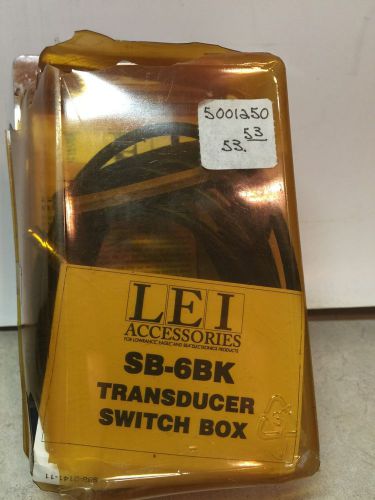 5001250
53
53.
LEI
ACCESSORIES
FOR LOWRANCE, EAGLE, AND SEA ELECTRONICS PRODUCTS
SB-6BK
TRANSDUCER
SWITCH BOX